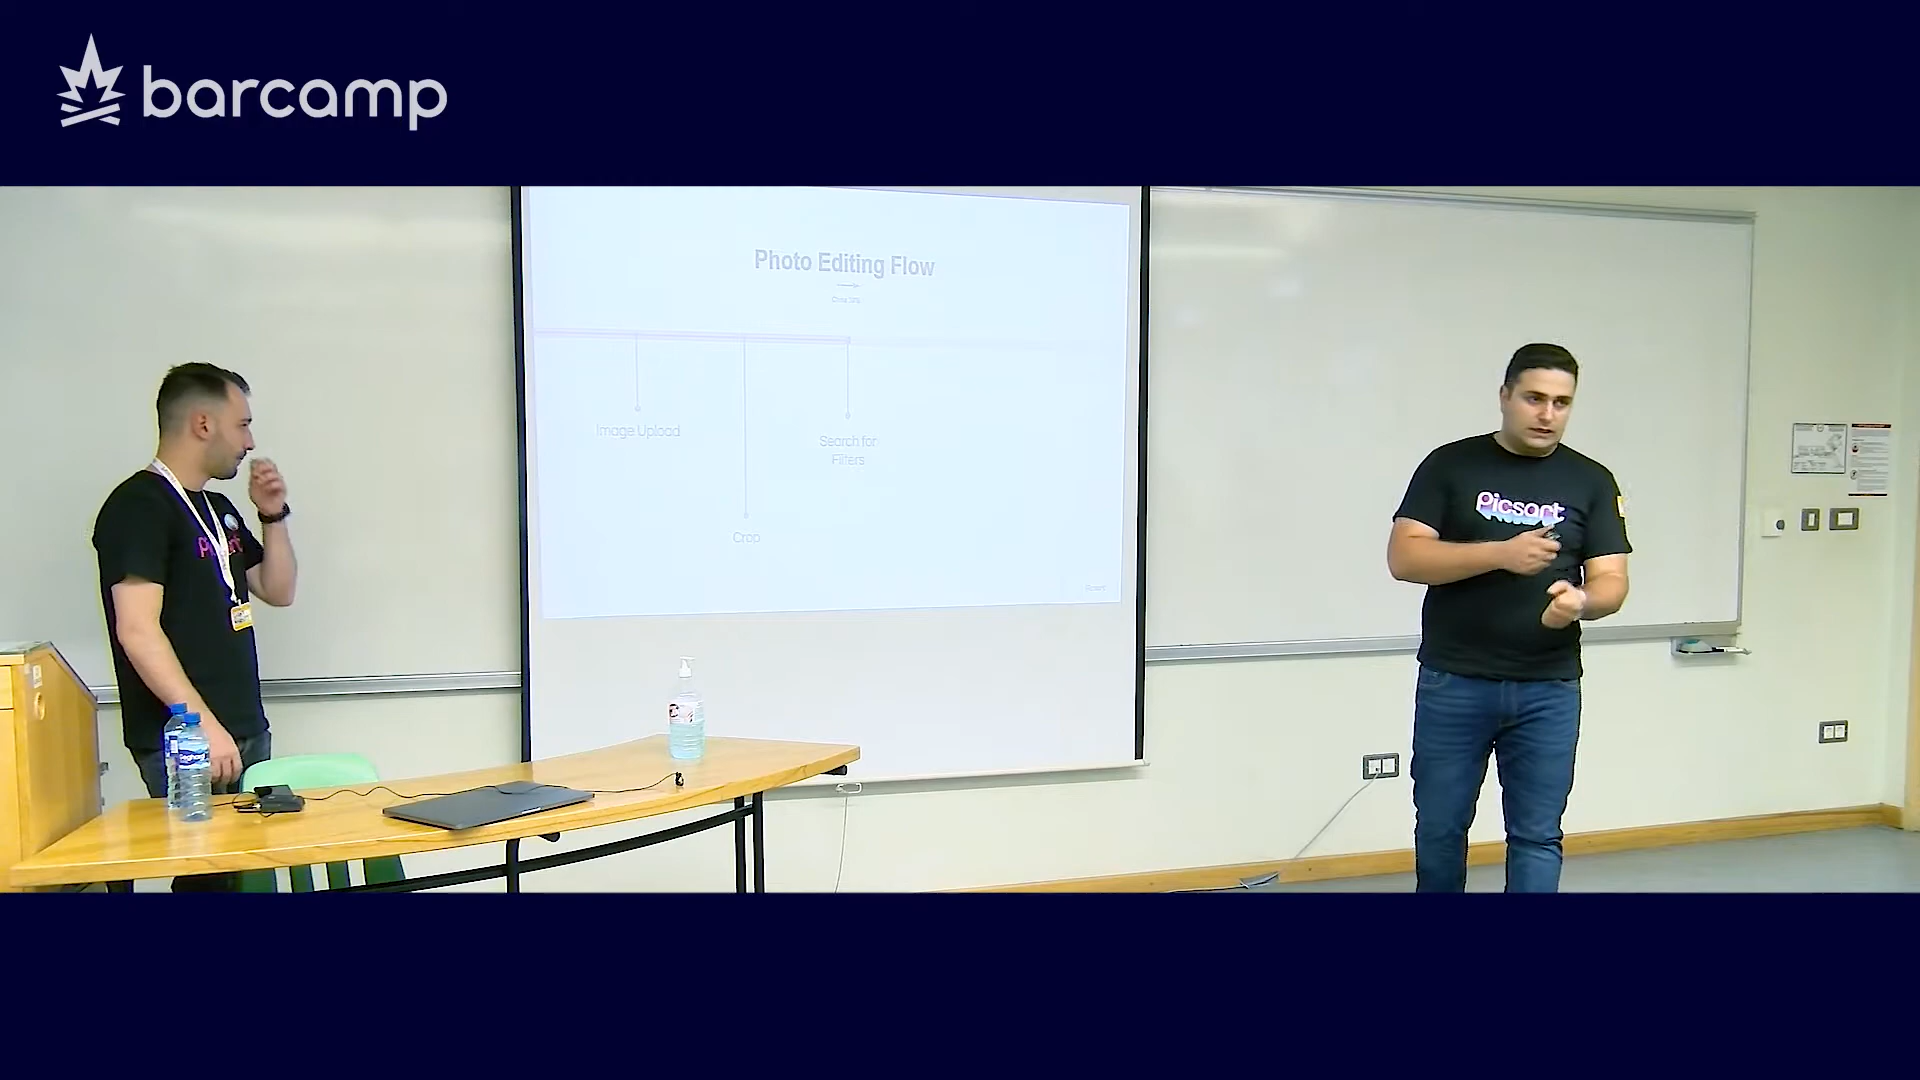 barcamp
Photo Editing Flow
Image Upload
Search for
Filters
Crop
Picsart